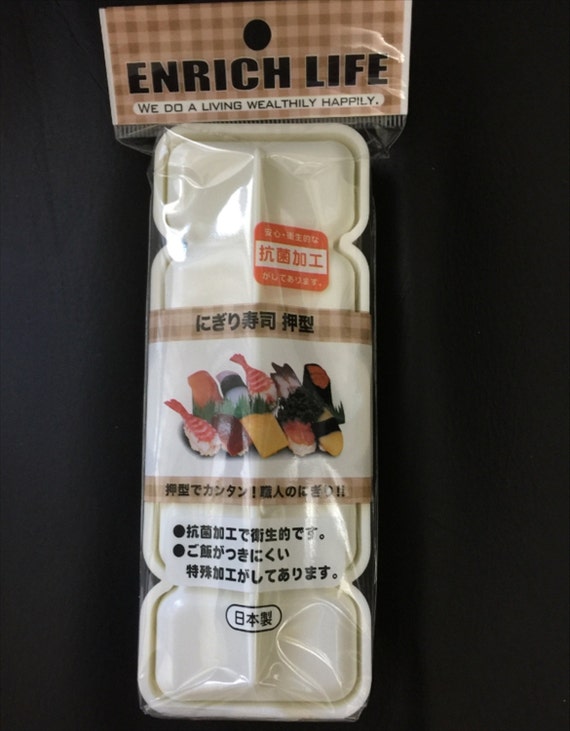 ENRICH LIFE
WE DO A LIVING WEALTHILY HAPPILY.
安心・衛生的な
抗菌加工
がしてあります。
にぎり寿司 押型
押型でカンタン！職人のにぎり!!
●抗菌加工で衛生的です。
●ご飯がつきにくい
特殊加工がしてあります。
日本製